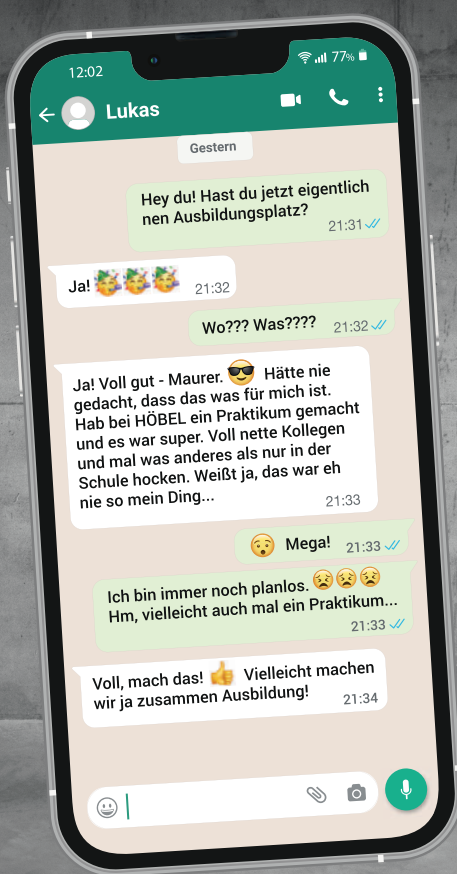 12:02
77%
Lukas
Gestern
Hey du! Hast du jetzt eigentlich
nen Ausbildungsplatz?
21:31
Ja! 🥳🥳🥳
21:32
Wo??? Was????
21:32
Ja! Voll gut - Maurer. 😎 Hätte nie
gedacht, dass das was für mich ist.
Hab bei HÖBEL ein Praktikum gemacht
und es war super. Voll nette Kollegen
und mal was anderes als nur in der
Schule hocken. Weißt ja, das war eh
nie so mein Ding...
21:33
😯 Mega!
21:33
Ich bin immer noch planlos. 😣😣😣
Hm, vielleicht auch mal ein Praktikum...
21:33
Voll, mach das! 👍 Vielleicht machen
wir ja zusammen Ausbildung!
21:34